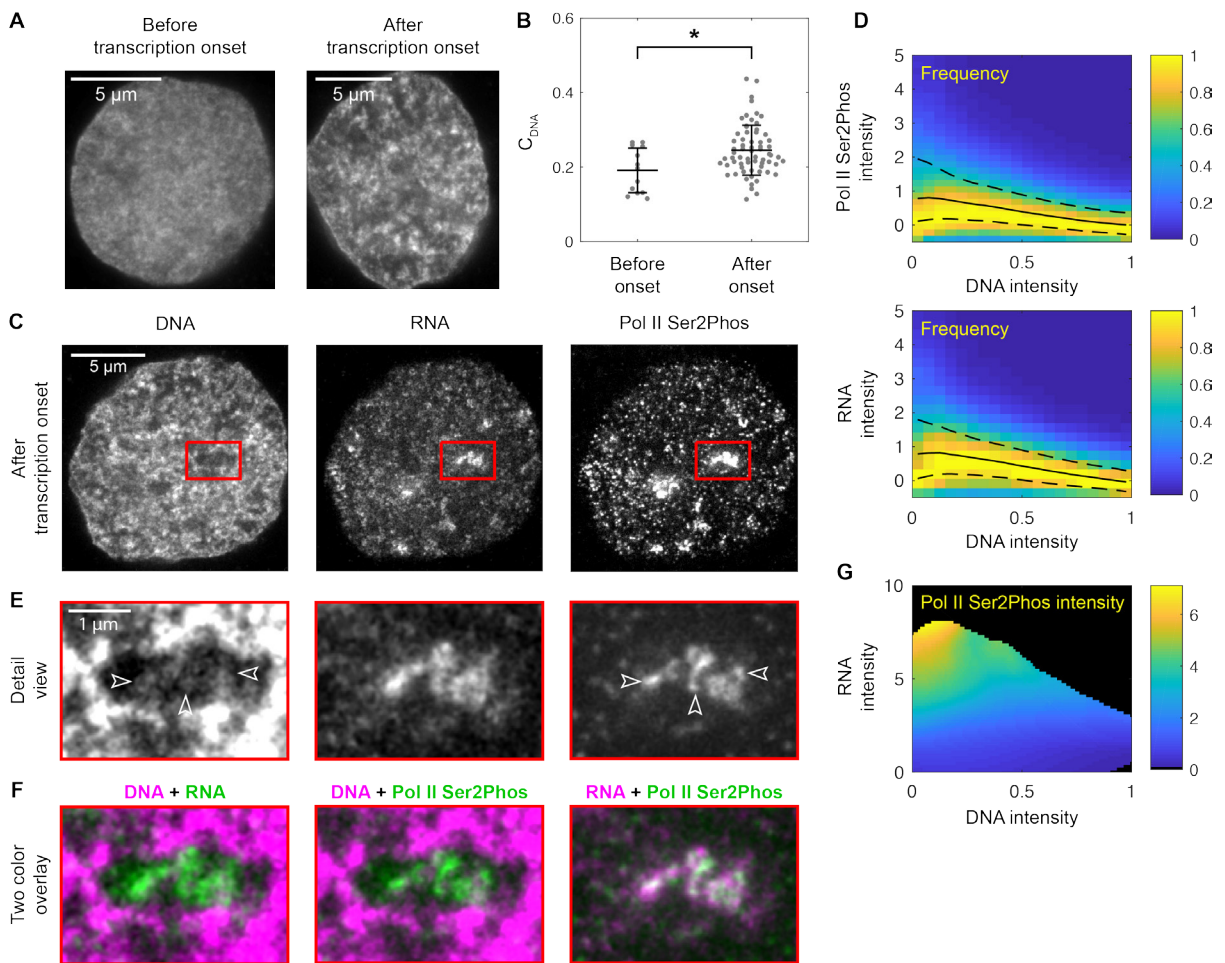 A
Before
transcription onset
After
transcription onset
5 µm
5 µm
B
0.6
0.4
0.2
0
C_DNA
*
Before
onset
After
onset
C
DNA
RNA
Pol II Ser2Phos
After
transcription onset
5 µm
D
Frequency
Pol II Ser2Phos
intensity
5
4
3
2
1
0
0
0.5
1
DNA intensity
1
0.8
0.6
0.4
0.2
0
Frequency
RNA
intensity
5
4
3
2
1
0
0
0.5
1
DNA intensity
1
0.8
0.6
0.4
0.2
0
E
Detail
view
1 µm
F
Two color
overlay
DNA + RNA
DNA + Pol II Ser2Phos
RNA + Pol II Ser2Phos
G
Pol II Ser2Phos intensity
RNA
intensity
10
5
0
0
0.5
1
DNA intensity
6
4
2
0